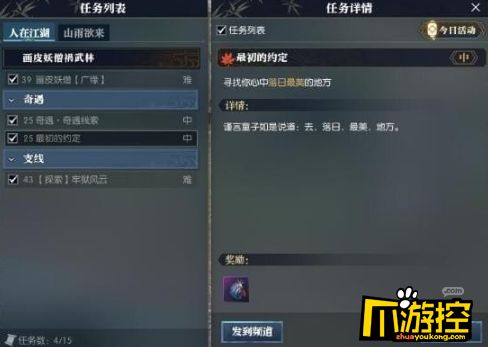 任务列表
人在江湖
山雨欲来
画皮妖僧祸武林
39 画皮妖僧【广缘】 难
奇遇
25 奇遇·奇遇线索 中
25 最初的约定 中
支线
43【探索】牢狱风云 难
任务数：4/15
任务详情
任务列表
今日活动
最初的约定
中
寻找你心中落日最美的地方
详情：
谨言童子如是说道：去、落日、最美、地方。
奖励：
发到频道
爪游控
zhuayoukong.com